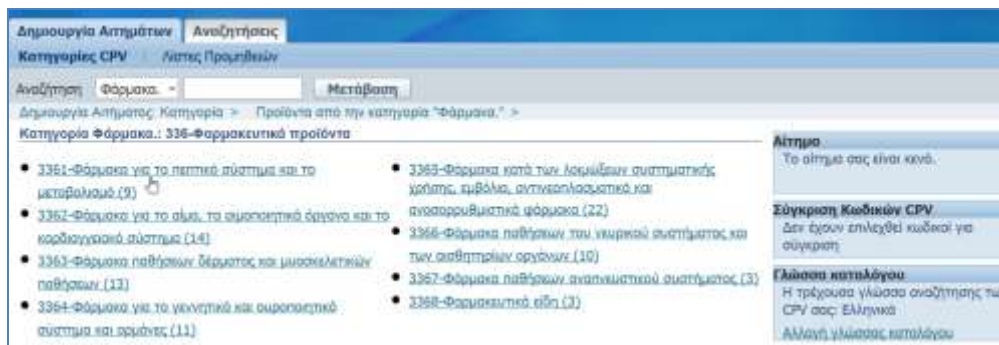 Δημιουργία Αιτημάτων Αναζητήσεις
Κατηγορίες CPV Λίστες Προμηθειών
Αναζήτηση Φάρμακα. Μετάβαση
Δημιουργία Αιτήματος: Κατηγορία > Προϊόντα από την κατηγορία "Φάρμακα." >
Κατηγορία Φάρμακα.: 336-Φαρμακευτικά προϊόντα
3361-Φάρμακα για το πεπτικό σύστημα και το
μεταβολισμό (9)
3362-Φάρμακα για το αίμα, τα αιμοποιητικά όργανα και το
καρδιαγγειακό σύστημα (14)
3363-Φάρμακα παθήσεων δέρματος και μυοσκελετικών
παθήσεων (13)
3364-Φάρμακα για το γεννητικό και ουροποιητικό
σύστημα και ορμόνες (11)
3365-Φάρμακα κατά των λοιμώξεων συστηματικής
χρήσης, εμβόλια, αντινεοπλασματικά και
ανοσορρυθμιστικά φάρμακα (22)
3366-Φάρμακα παθήσεων του νευρικού συστήματος και
των αισθητηρίων οργάνων (10)
3367-Φάρμακα παθήσεων αναπνευστικού συστήματος (3)
3368-Φαρμακευτικά είδη (3)
Αίτημα
Το αίτημα σας είναι κενό.
Σύγκριση Κωδικών CPV
Δεν έχουν επιλεχθεί κωδικοί για
σύγκριση
Γλώσσα καταλόγου
Η τρέχουσα γλώσσα αναζήτησης τω
CPV σας: Ελληνικά
Αλλαγή γλώσσας καταλόγου